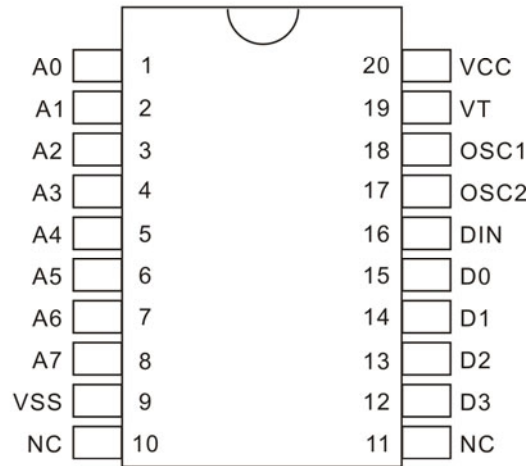 A0 1 20 VCC
A1 2 19 VT
A2 3 18 OSC1
A3 4 17 OSC2
A4 5 16 DIN
A5 6 15 D0
A6 7 14 D1
A7 8 13 D2
VSS 9 12 D3
NC 10 11 NC